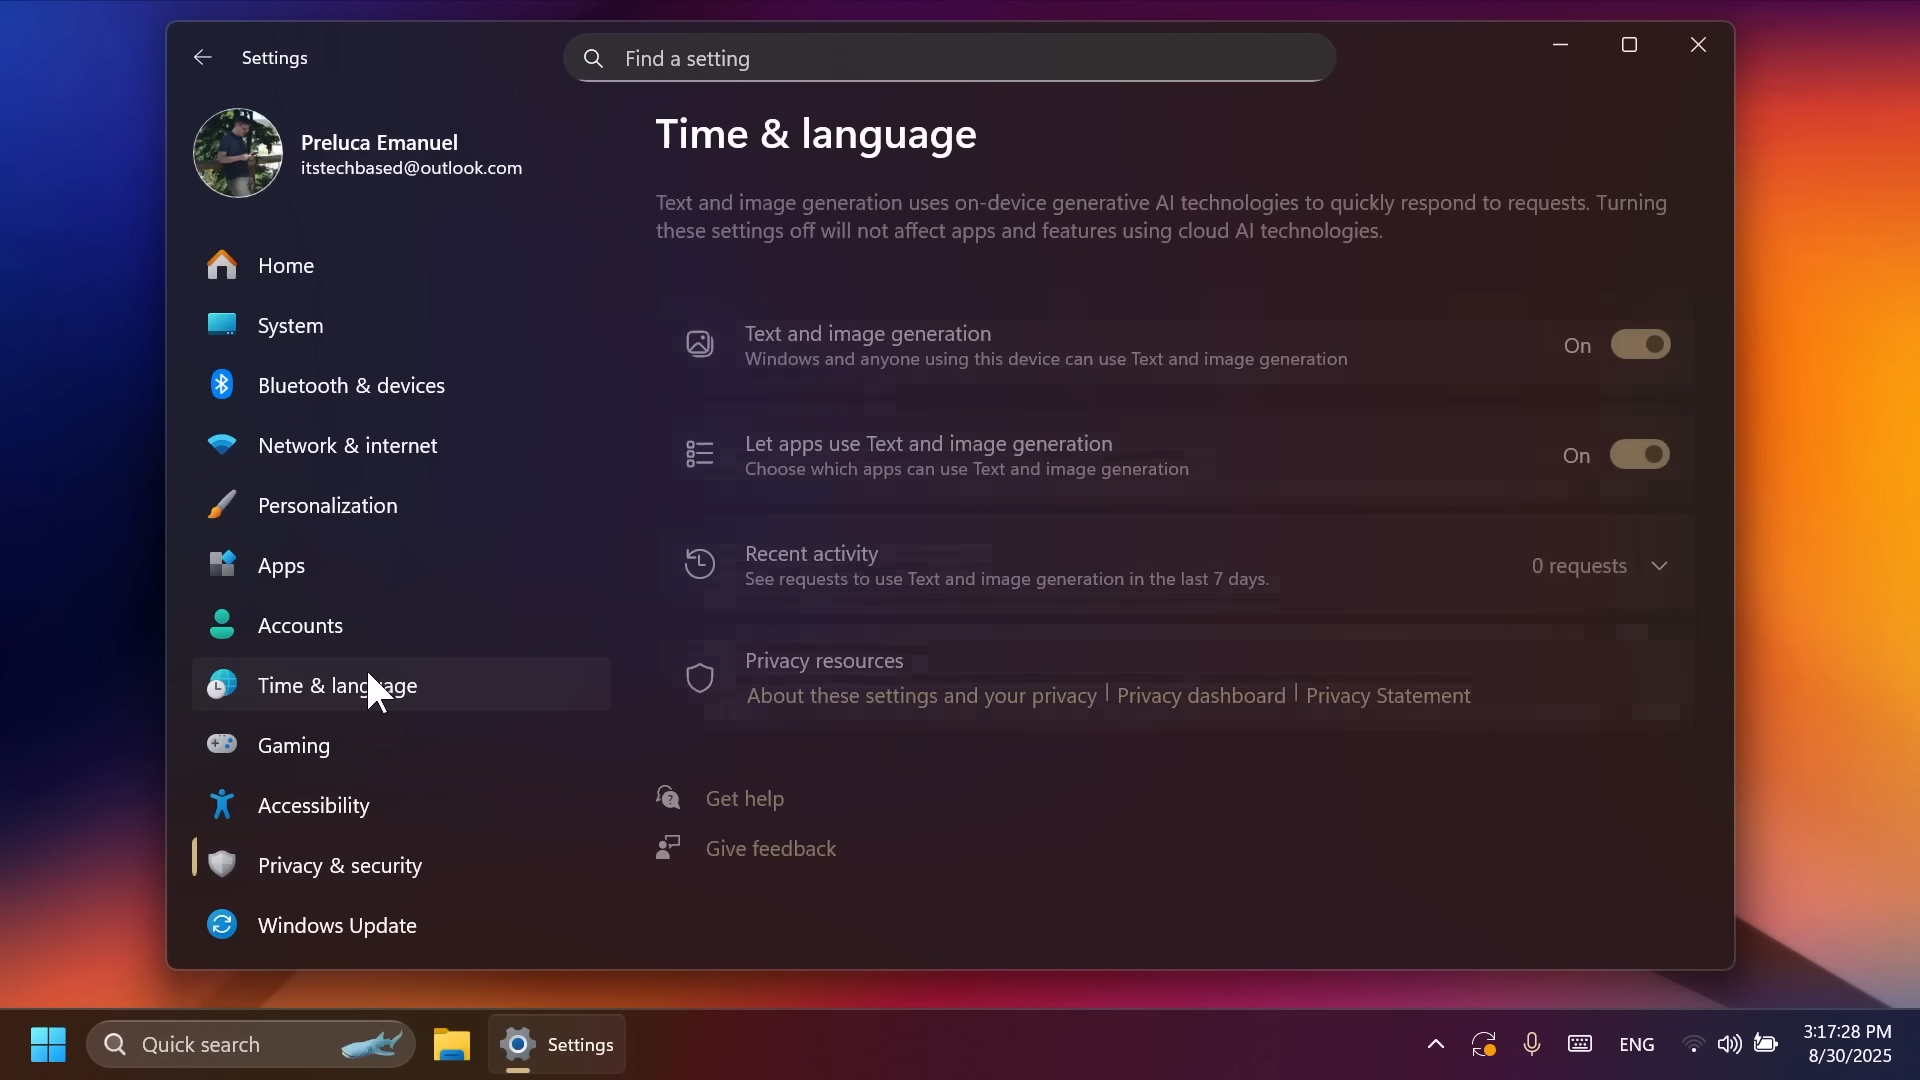 Settings
Find a setting
Preluca Emanuel
itstechbased@outlook.com
Home
System
Bluetooth & devices
Network & internet
Personalization
Apps
Accounts
Time & language
Gaming
Accessibility
Privacy & security
Windows Update
Time & language
Text and image generation uses on-device generative AI technologies to quickly respond to requests. Turning
these settings off will not affect apps and features using cloud AI technologies.
Text and image generation
Windows and anyone using this device can use Text and image generation
On
Let apps use Text and image generation
Choose which apps can use Text and image generation
On
Recent activity
See requests to use Text and image generation in the last 7 days.
0 requests
Privacy resources
About these settings and your privacy | Privacy dashboard | Privacy Statement
Get help
Give feedback
Quick search
Settings
ENG
3:17:28 PM
8/30/2025